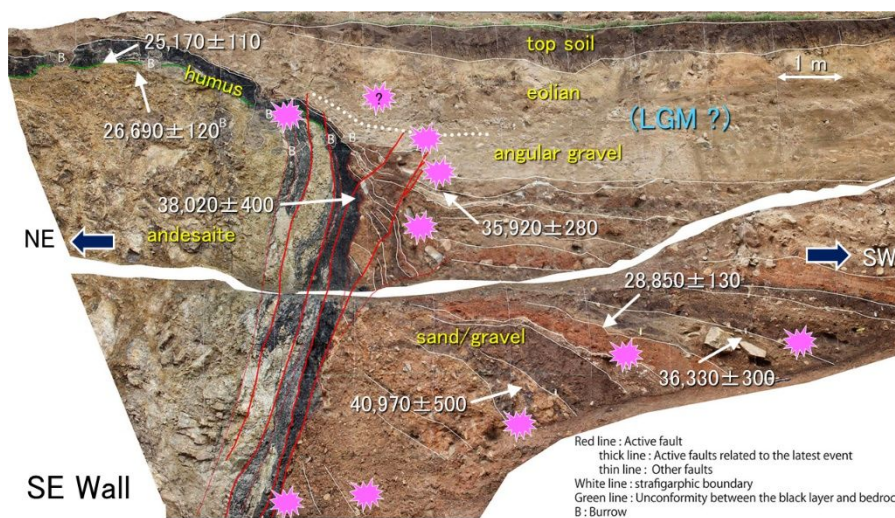 25,170±110
top soil
1 m
humus
B
B
B
eolian
?
B
26,690±120
B
B
B
B
(LGM ?)
angular gravel
38,020±400
35,920±280
NE
andesaite
SW
28,850±130
sand/gravel
36,330±300
40,970±500
SE Wall
Red line : Active fault
thick line : Active faults related to the latest event
thin line : Other faults
White line : strafigarphic boundary
Green line : Unconformity between the black layer and bedroc
B : Burrow